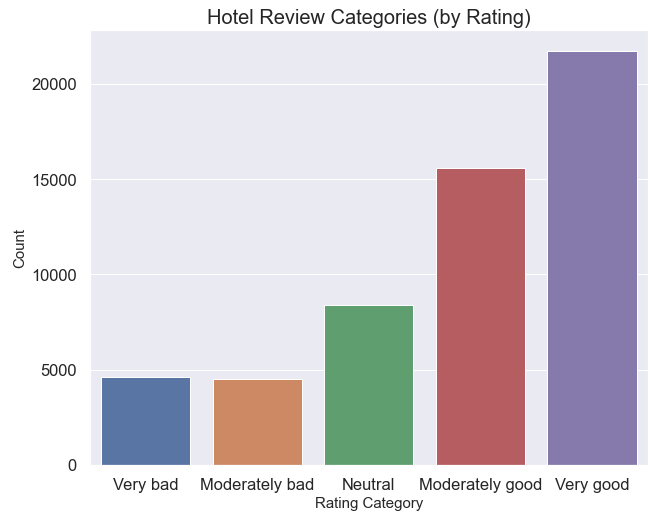 Hotel Review Categories (by Rating)
20000
15000
10000
5000
0
Count
Very bad Moderately bad Neutral Moderately good Very good
Rating Category